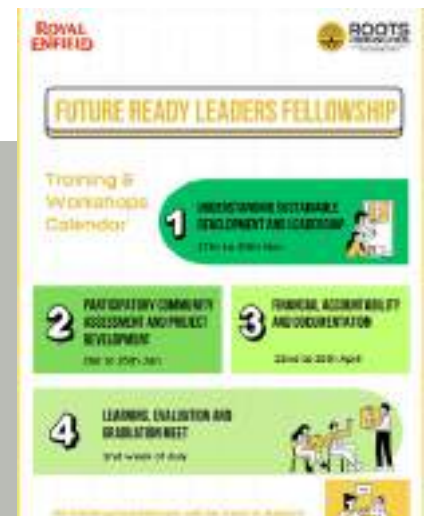 ROYAL
ENFIELD
ROOTS
FUTURE READY LEADERS FELLOWSHIP
Training &
Workshops
Calendar
1
UNDERSTANDING SUSTAINABLE
DEVELOPMENT AND LEADERSHIP
2
PARTICIPATORY COMMUNITY
ASSESSMENT AND PROJECT
DEVELOPMENT
3
FINANCIAL ACCOUNTABILITY
AND DOCUMENTATION
4
LEARNING, EVALUATION AND
GRADUATION MEET
2nd week of July